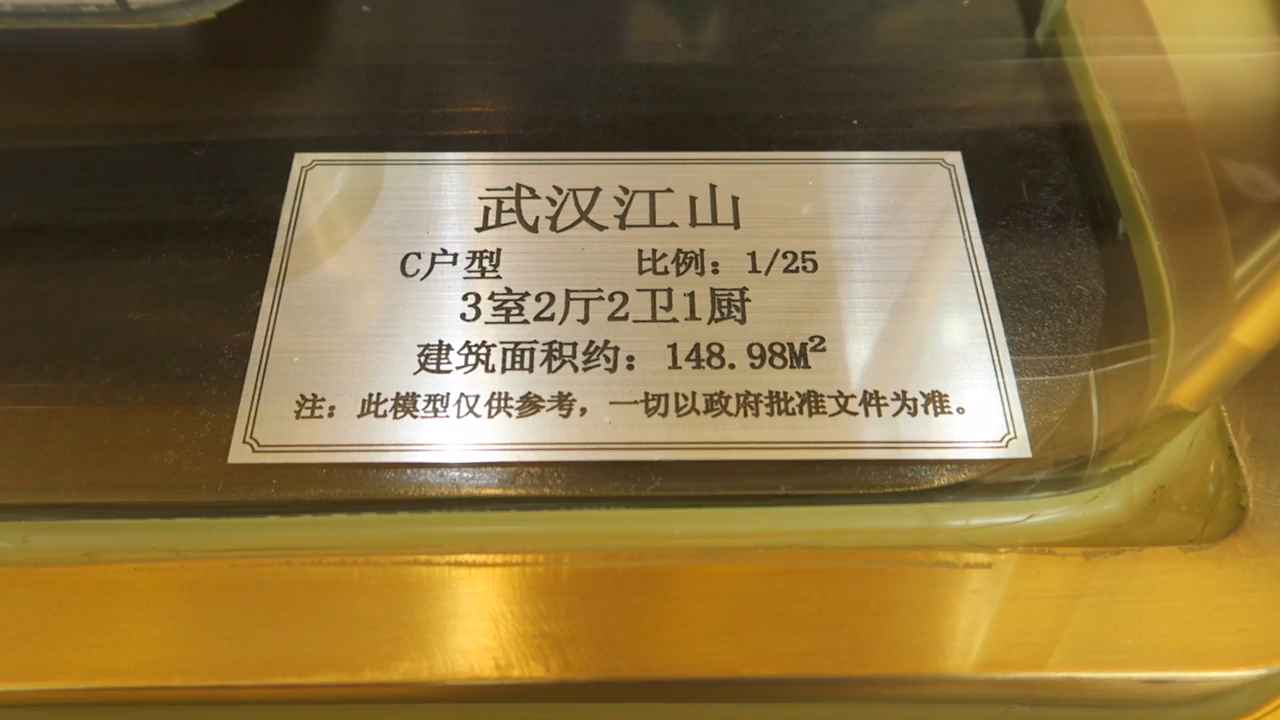 武汉江山
C户型 比例：1/25
3室2厅2卫1厨
建筑面积约：148.98M²
注：此模型仅供参考，一切以政府批准文件为准。